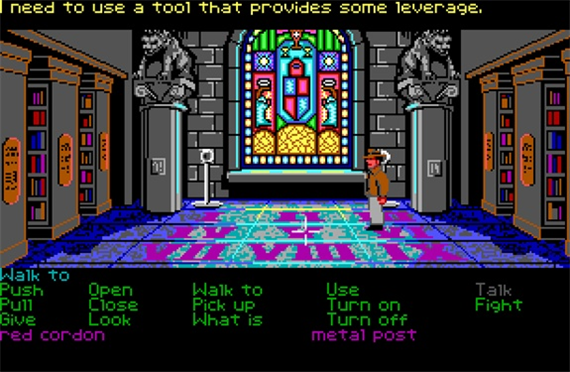 I need to use a tool that provides some leverage.
Walk to
Push Open Walk to Use Talk
Pull Close Pick up Turn on Fight
Give Look What is Turn off
red cordon metal post